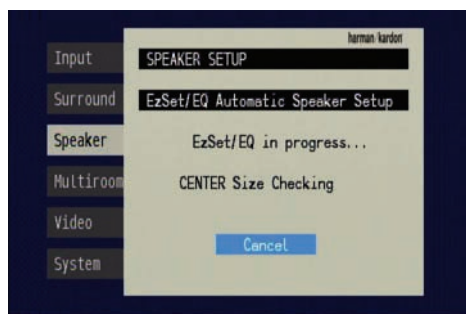 harman/kardon
Input
SPEAKER SETUP
Surround
EzSet/EQ Automatic Speaker Setup
Speaker
EzSet/EQ in progress...
Multiroom
CENTER Size Checking
Video
Cancel
System